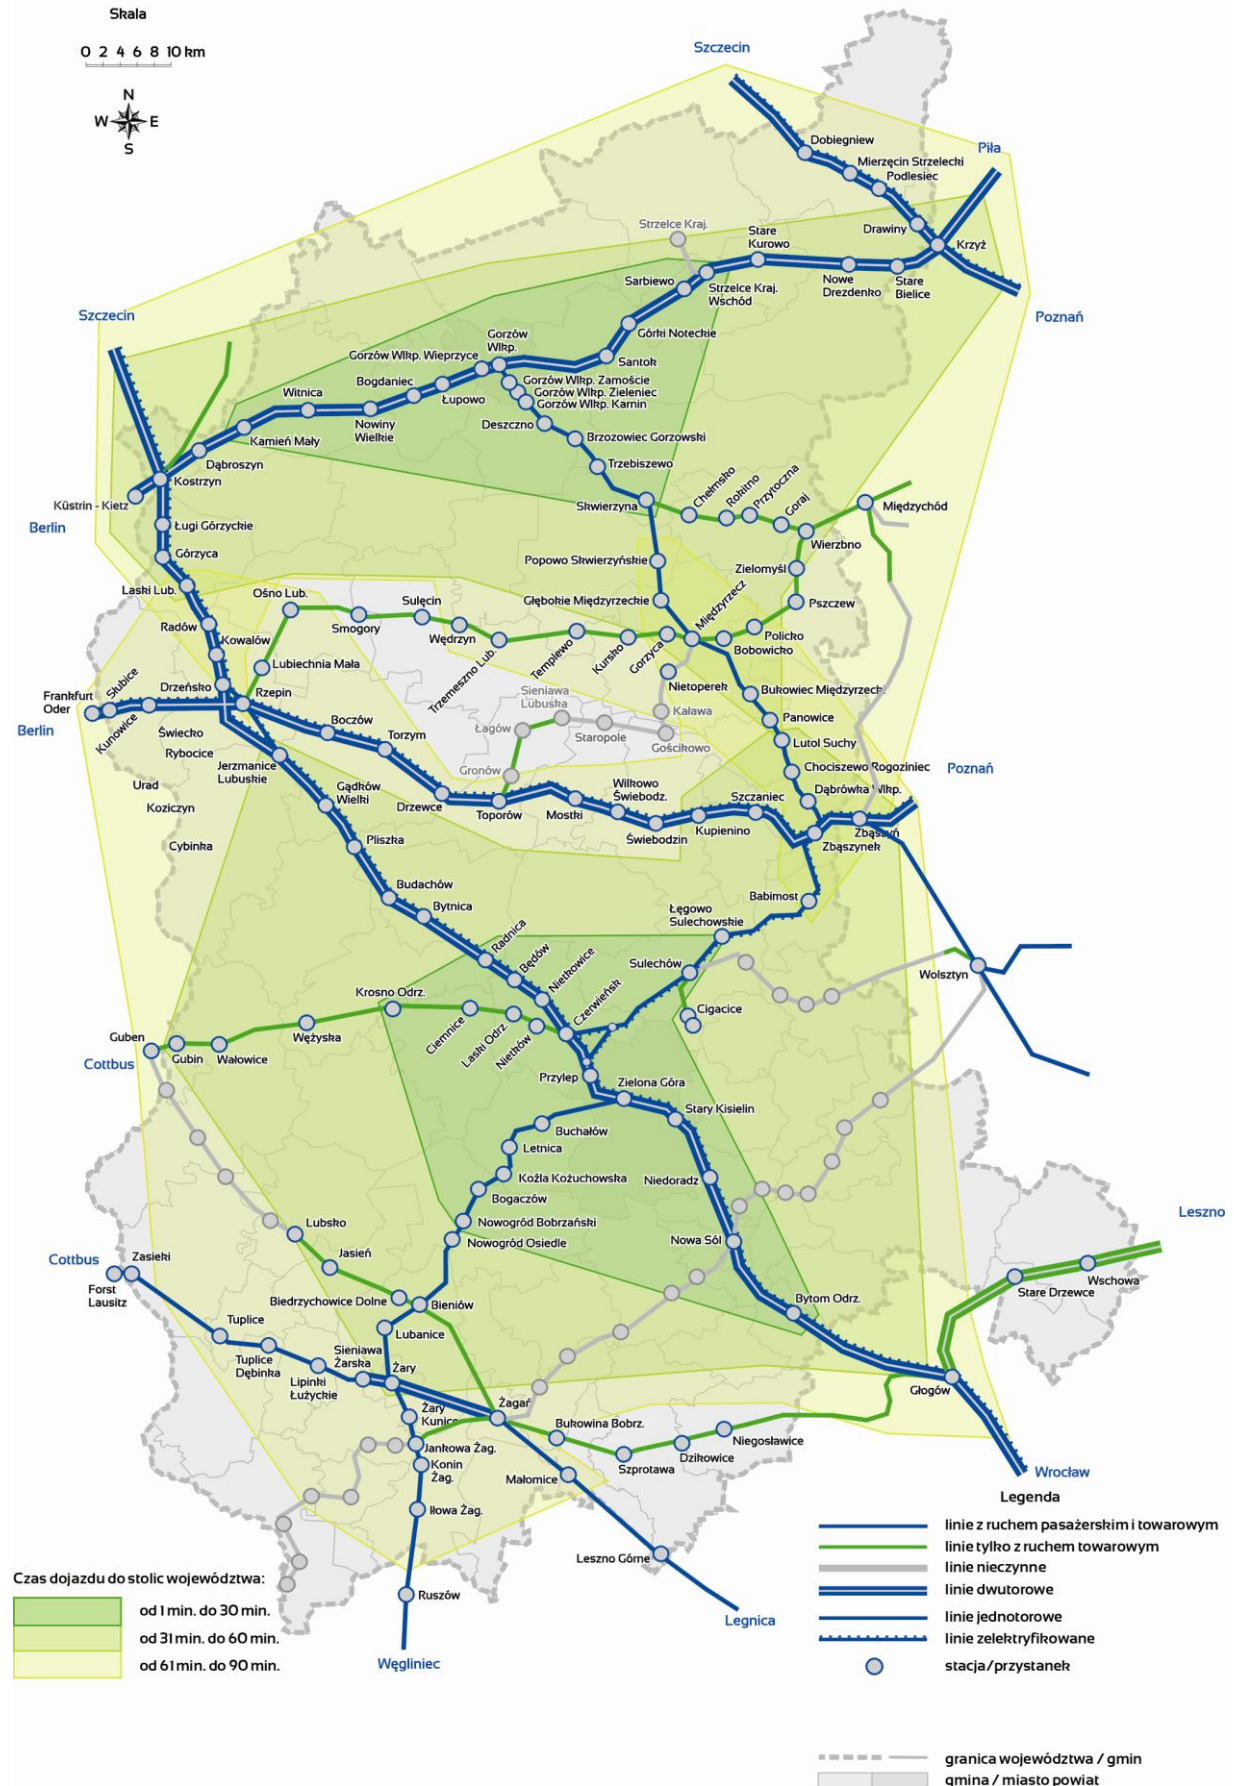 Skala
0 2 4 6 8 10 km
N
W E
S
Szczecin
Dobiegniew
Mierzęcin Strzelecki
Podlesiec
Piła
Drawiny
Krzyż
Strzelce Kraj.
Stare
Kurowo
Sarbiewo
Strzelce Kraj.
Wschód
Nowe
Drezdenko
Stare
Bielice
Poznań
Szczecin
Górki Noteckie
Gorzów
Wlkp.
Gorzów Wlkp. Wieprzyce
Santok
Bogdaniec
Gorzów Wlkp. Zamoście
Gorzów Wlkp. Zieleniec
Gorzów Wlkp. Karnin
Witnica
Łupowo
Nowiny
Wielkie
Deszczno
Kamień Mały
Brzozowiec Gorzowski
Dąbroszyn
Trzebiszewo
Kostrzyn
Küstrin - Kietz
Skwierzyna
Chełmsko
Rokitno
Przytoczna
Goraj
Międzychód
Berlin
Ługi Górzyckie
Wierzbno
Górzyca
Popowo Skwierzyńskie
Zielomyśl
Laski Lub.
Ośno Lub.
Sulęcin
Głębokie Międzyrzeckie
Pszczew
Radów
Smogory
Wędrzyn
Międzyrzecz
Policko
Kowalów
Trzemeszno Lub.
Templewo
Kursko
Gorzyca
Bobowicko
Lubiechnia Mała
Drzeńsko
Rzepin
Nietoperek
Bukowiec Międzyrzeck.
Frankfurt
Oder
Słubice
Kunowice
Sieniawa
Lubuska
Kaława
Panowice
Berlin
Świecko
Rybocice
Boczów
Łagów
Staropole
Gościkowo
Lutol Suchy
Torzym
Jerzmanice
Lubuskie
Gronów
Chociszewo Rogoziniec
Poznań
Urad
Koziczyn
Gądków
Wielki
Drzewce
Toporów
Mostki
Wilkowo
Świebodz.
Szczaniec
Dąbrówka Wlkp.
Świebodzin
Kupienino
Zbąszyń
Zbąszynek
Cybinka
Pliszka
Budachów
Bytnica
Babimost
Łęgowo
Sulechowskie
Radnica
Będów
Nietkowice
Sulechów
Wolsztyn
Krosno Odrz.
Czerwieńsk
Cigacice
Guben
Gubin
Wałowice
Wężyska
Ciemnice
Laski Odrz.
Nietków
Cottbus
Przylep
Zielona Góra
Stary Kisielin
Buchałów
Letnica
Koźla Kożuchowska
Niedoradz
Bogaczów
Lubsko
Nowogród Bobrzański
Leszno
Nowogród Osiedle
Nowa Sól
Cottbus
Zasieki
Jasień
Wschowa
Forst
Lausitz
Stare Drzewce
Biedrzychowice Dolne
Bieniów
Bytom Odrz.
Tuplice
Lubanice
Tuplice
Dębinka
Sieniawa
Żarska
Żary
Lipinki
Łużyckie
Głogów
Żary
Kunice
Żagań
Bukowina Bobrz.
Niegosławice
Jankowa Żag.
Szprotawa
Dzikowice
Konin
Żag.
Małomice
Wrocław
Iłowa Żag.
Leszno Górne
Ruszów
Legnica
Węgliniec
Legenda
linie z ruchem pasażerskim i towarowym
linie tylko z ruchem towarowym
linie nieczynne
linie dwutorowe
linie jednotorowe
linie zelektryfikowane
stacja/przystanek
Czas dojazdu do stolic województwa:
od 1 min. do 30 min.
od 31 min. do 60 min.
od 61 min. do 90 min.
granica województwa / gmin
gmina / miasto powiat